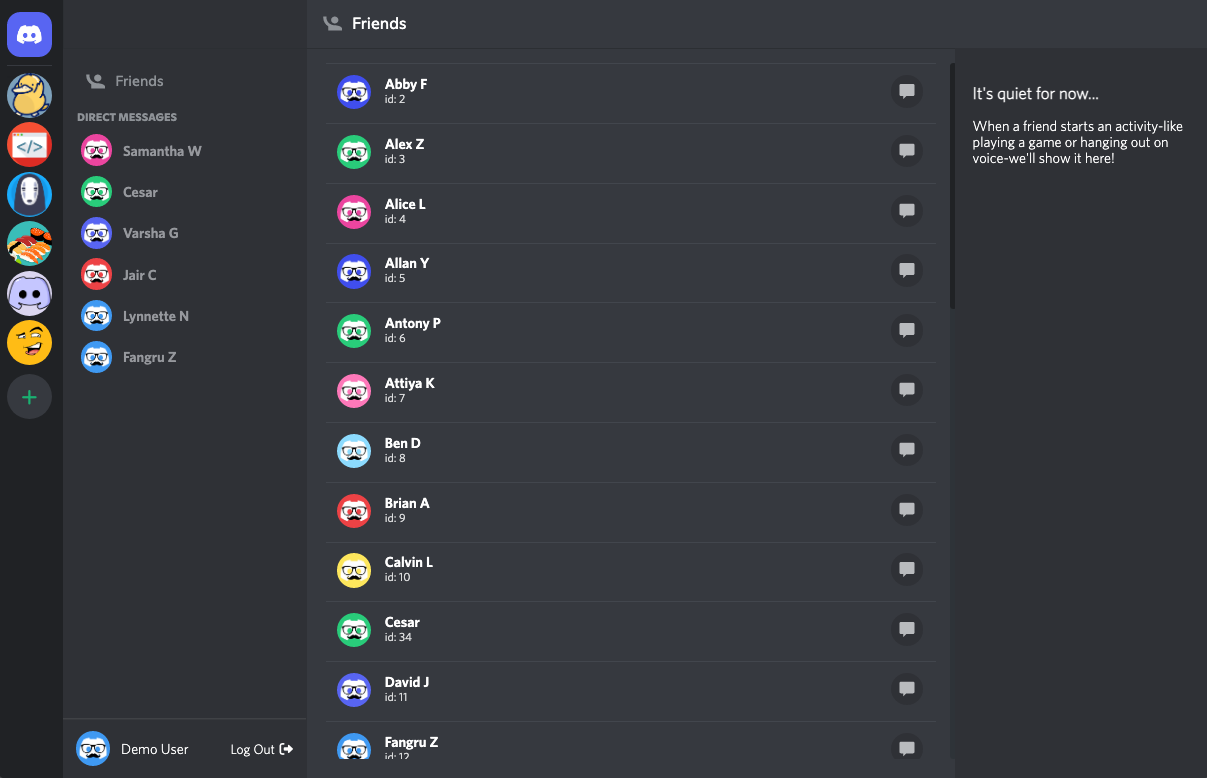 Friends
Friends
DIRECT MESSAGES
Samantha W
Cesar
Varsha G
Jair C
Lynnette N
Fangru Z
Demo User
Log Out
Abby F
id: 2
Alex Z
id: 3
Alice L
id: 4
Allan Y
id: 5
Antony P
id: 6
Attiya K
id: 7
Ben D
id: 8
Brian A
id: 9
Calvin L
id: 10
Cesar
id: 34
David J
id: 11
Fangru Z
id: 12
It's quiet for now...
When a friend starts an activity-like
playing a game or hanging out on
voice-we'll show it here!